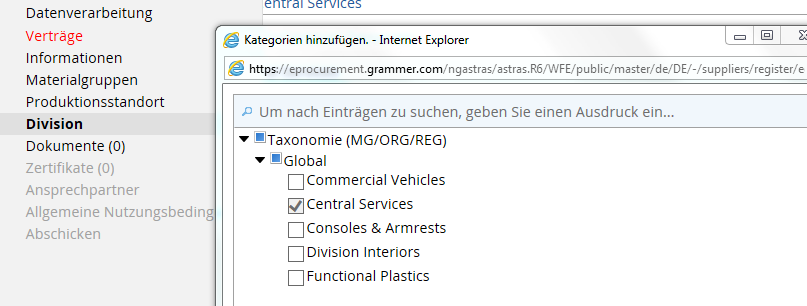 Datenverarbeitung
Verträge
Informationen
Materialgruppen
Produktionsstandort
Division
Dokumente (0)
Zertifikate (0)
Ansprechpartner
Allgemeine Nutzungsbeding
Abschicken
entral Services
Kategorien hinzufügen. - Internet Explorer
https://eprocurement.grammer.com/ngastras/astras.R6/WFE/public/master/de/DE/-/suppliers/register/e
Um nach Einträgen zu suchen, geben Sie einen Ausdruck ein...
Taxonomie (MG/ORG/REG)
Global
Commercial Vehicles
Central Services
Consoles & Armrests
Division Interiors
Functional Plastics